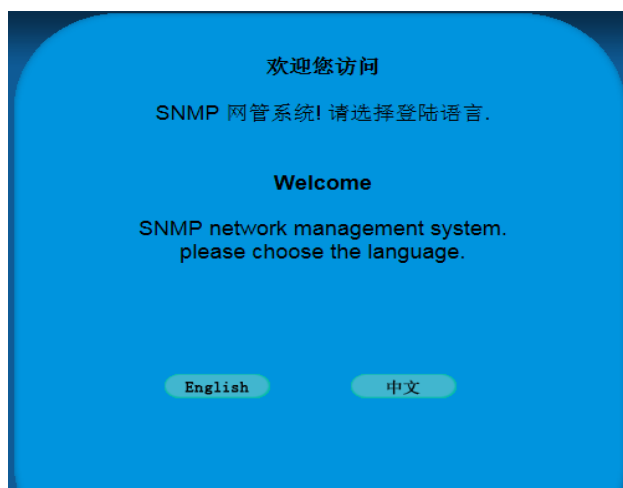 欢迎您访问
SNMP 网管系统! 请选择登陆语言.
Welcome
SNMP network management system.
please choose the language.
English
中文